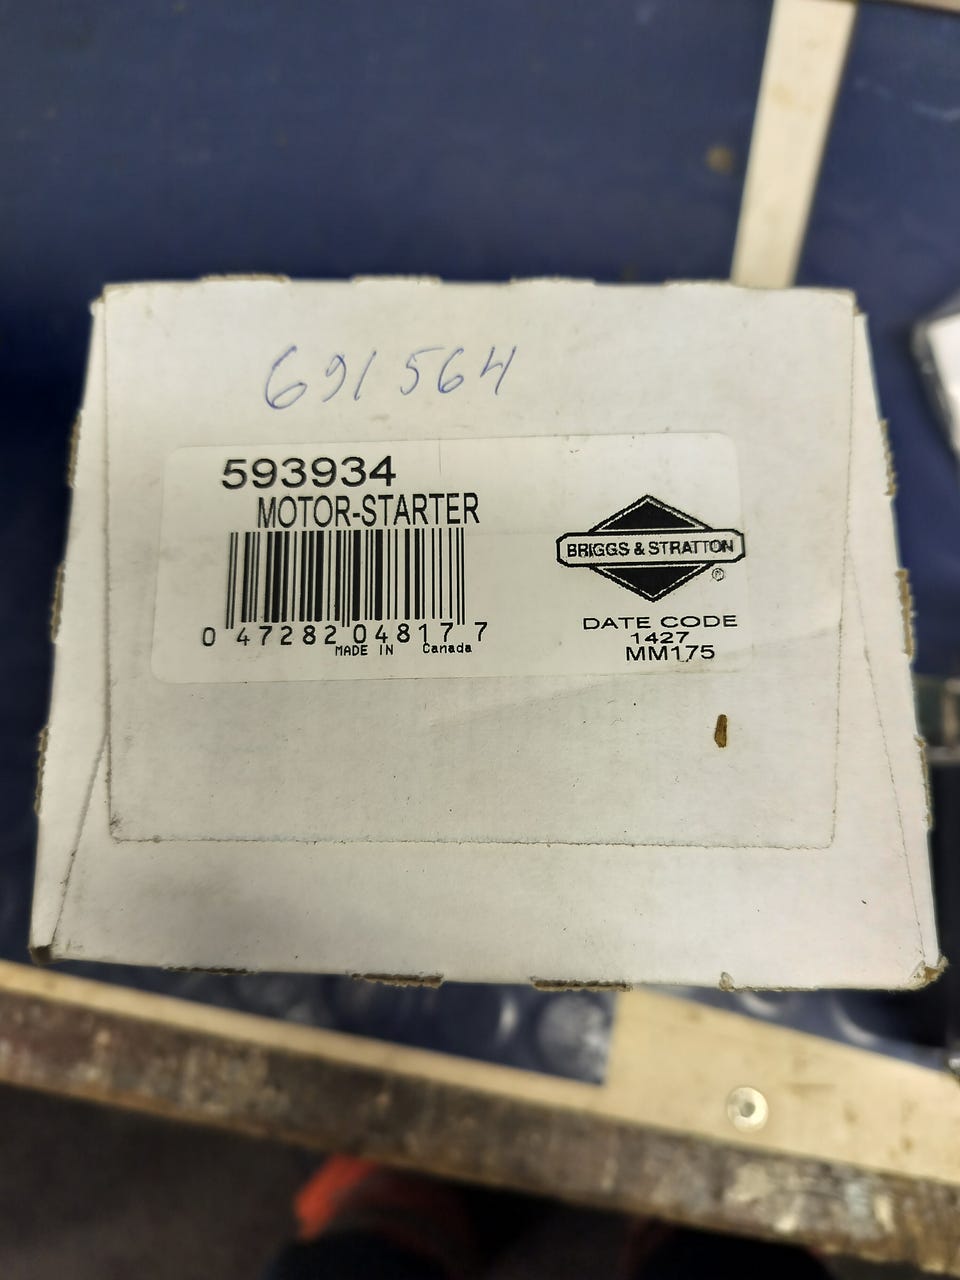 691564
593934
MOTOR-STARTER
0 47282 04817 7
MADE IN Canada
BRIGGS & STRATTON
®
DATE CODE
1427
MM175